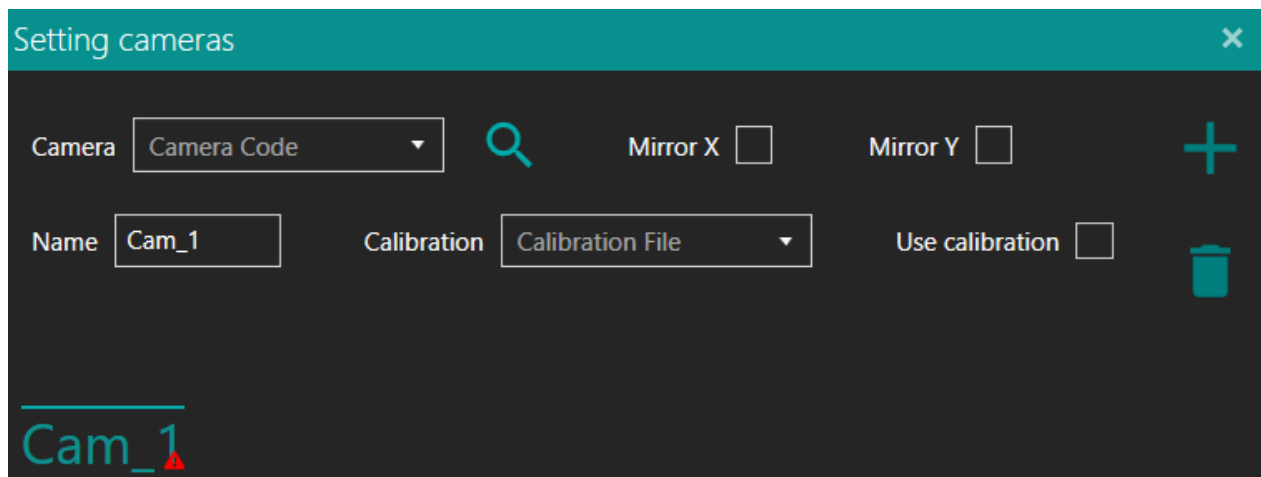 Setting cameras
Camera Camera Code Mirror X Mirror Y
Name Cam_1 Calibration Calibration File Use calibration
Cam_1